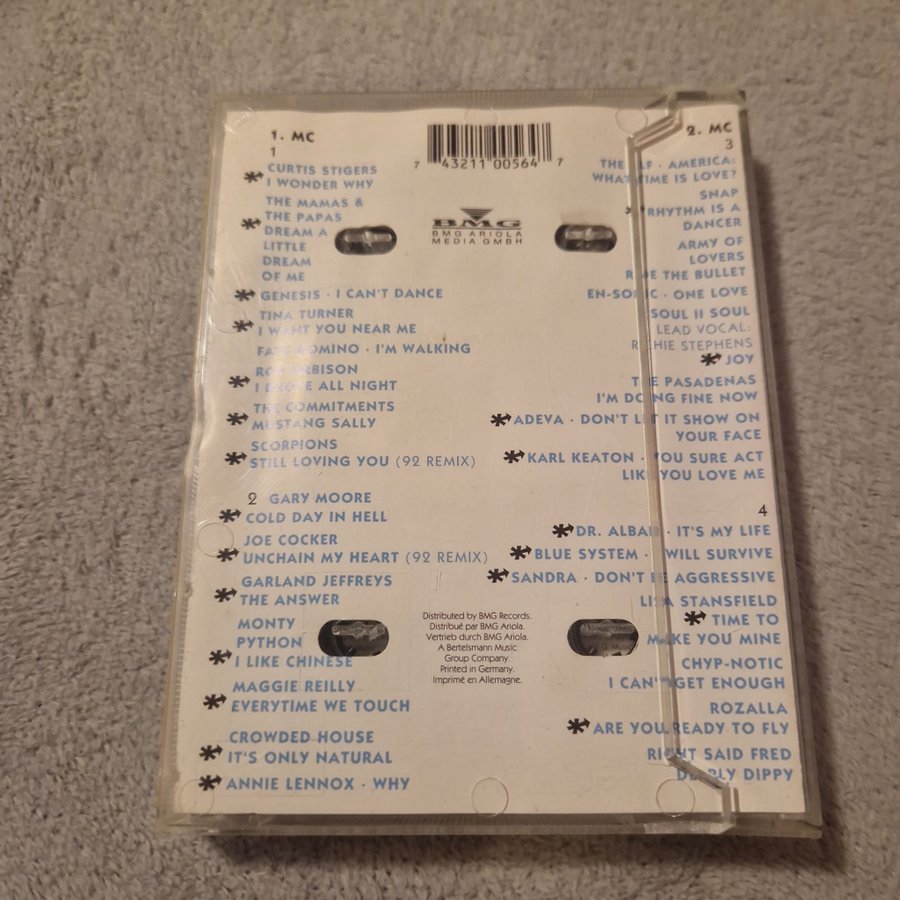 1. MC
1
CURTIS STIGERS
I WONDER WHY
THE MAMAS &
THE PAPAS
DREAM A
LITTLE
DREAM
OF ME
GENESIS · I CAN'T DANCE
TINA TURNER
I WANT YOU NEAR ME
FATS DOMINO · I'M WALKING
ROY ORBISON
I DROVE ALL NIGHT
THE COMMITMENTS
MUSTANG SALLY
SCORPIONS
STILL LOVING YOU (92 REMIX)
2 GARY MOORE
COLD DAY IN HELL
JOE COCKER
UNCHAIN MY HEART (92 REMIX)
GARLAND JEFFREYS
THE ANSWER
MONTY
PYTHON
I LIKE CHINESE
MAGGIE REILLY
EVERYTIME WE TOUCH
CROWDED HOUSE
IT'S ONLY NATURAL
ANNIE LENNOX · WHY
7 43211 00564 7
BMG
BMG ARIOLA
MEDIA GMBH
Distributed by BMG Records.
Distribué par BMG Ariola.
Vertrieb durch BMG Ariola.
A Bertelsmann Music
Group Company.
Printed in Germany.
Imprimé en Allemagne.
2. MC
3
THE KLF · AMERICA:
WHAT TIME IS LOVE?
SNAP
RHYTHM IS A
DANCER
ARMY OF
LOVERS
RIDE THE BULLET
EN-SONIC · ONE LOVE
SOUL II SOUL
LEAD VOCAL:
RICHIE STEPHENS
JOY
THE PASADENAS
I'M DOING FINE NOW
ADEVA · DON'T LET IT SHOW ON
YOUR FACE
KARL KEATON · YOU SURE ACT
LIKE YOU LOVE ME
4
DR. ALBAN · IT'S MY LIFE
BLUE SYSTEM · I WILL SURVIVE
SANDRA · DON'T BE AGGRESSIVE
LISA STANSFIELD
TIME TO
MAKE YOU MINE
CHYP-NOTIC
I CAN'T GET ENOUGH
ROZALLA
ARE YOU READY TO FLY
RIGHT SAID FRED
DEEPLY DIPPY